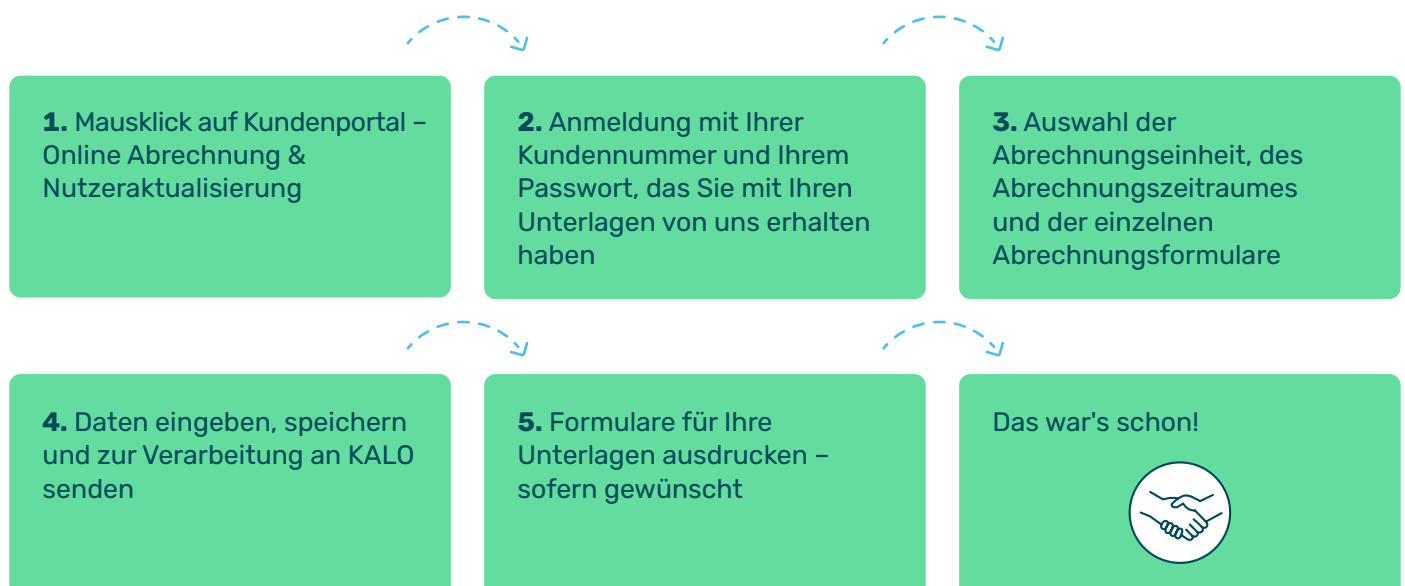 1. Mausklick auf Kundenportal –
Online Abrechnung &
Nutzeraktualisierung
2. Anmeldung mit Ihrer
Kundennummer und Ihrem
Passwort, das Sie mit Ihren
Unterlagen von uns erhalten
haben
3. Auswahl der
Abrechnungseinheit, des
Abrechnungszeitraumes
und der einzelnen
Abrechnungsformulare
4. Daten eingeben, speichern
und zur Verarbeitung an KALO
senden
5. Formulare für Ihre
Unterlagen ausdrucken –
sofern gewünscht
Das war's schon!